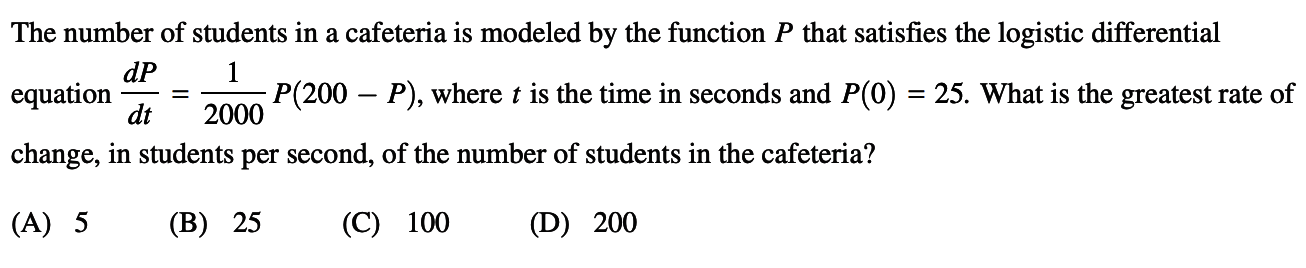 The number of students in a cafeteria is modeled by the function P that satisfies the logistic differential
equation dP/dt = 1/2000 P(200 − P), where t is the time in seconds and P(0) = 25. What is the greatest rate of
change, in students per second, of the number of students in the cafeteria?
(A) 5 (B) 25 (C) 100 (D) 200